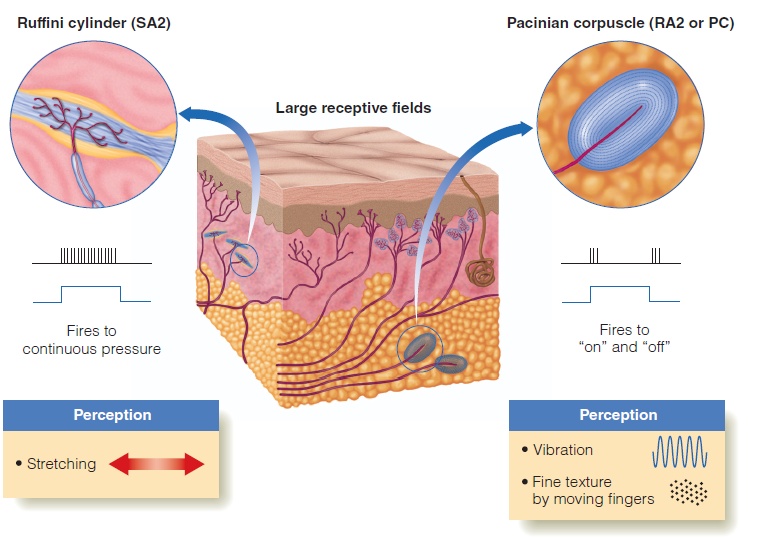 Ruffini cylinder (SA2)
Pacinian corpuscle (RA2 or PC)
Large receptive fields
Fires to
continuous pressure
Fires to
“on” and “off”
Perception
• Stretching
Perception
• Vibration
• Fine texture
by moving fingers